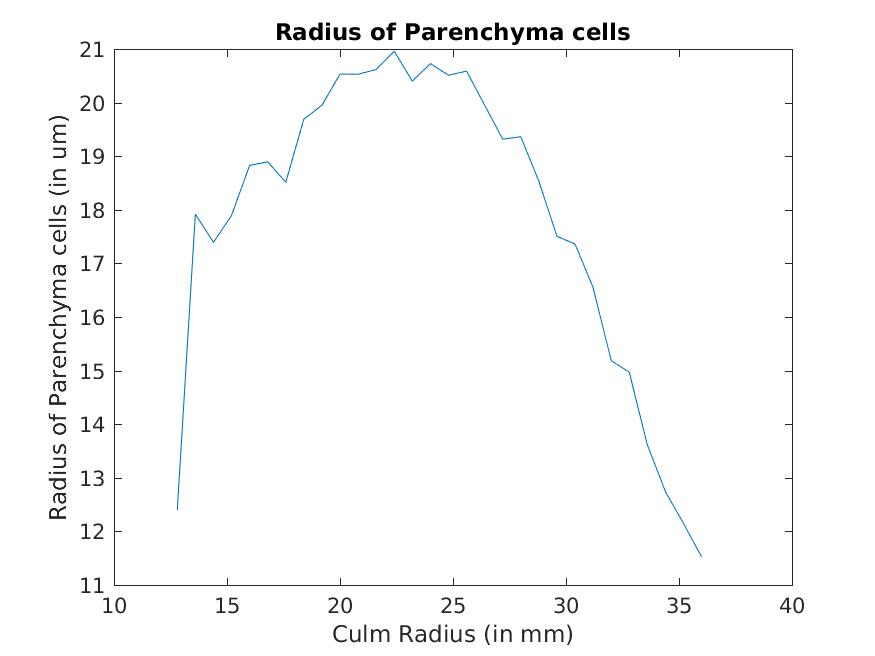 Radius of Parenchyma cells
Radius of Parenchyma cells (in um)
21
20
19
18
17
16
15
14
13
12
11
10 15 20 25 30 35 40
Culm Radius (in mm)